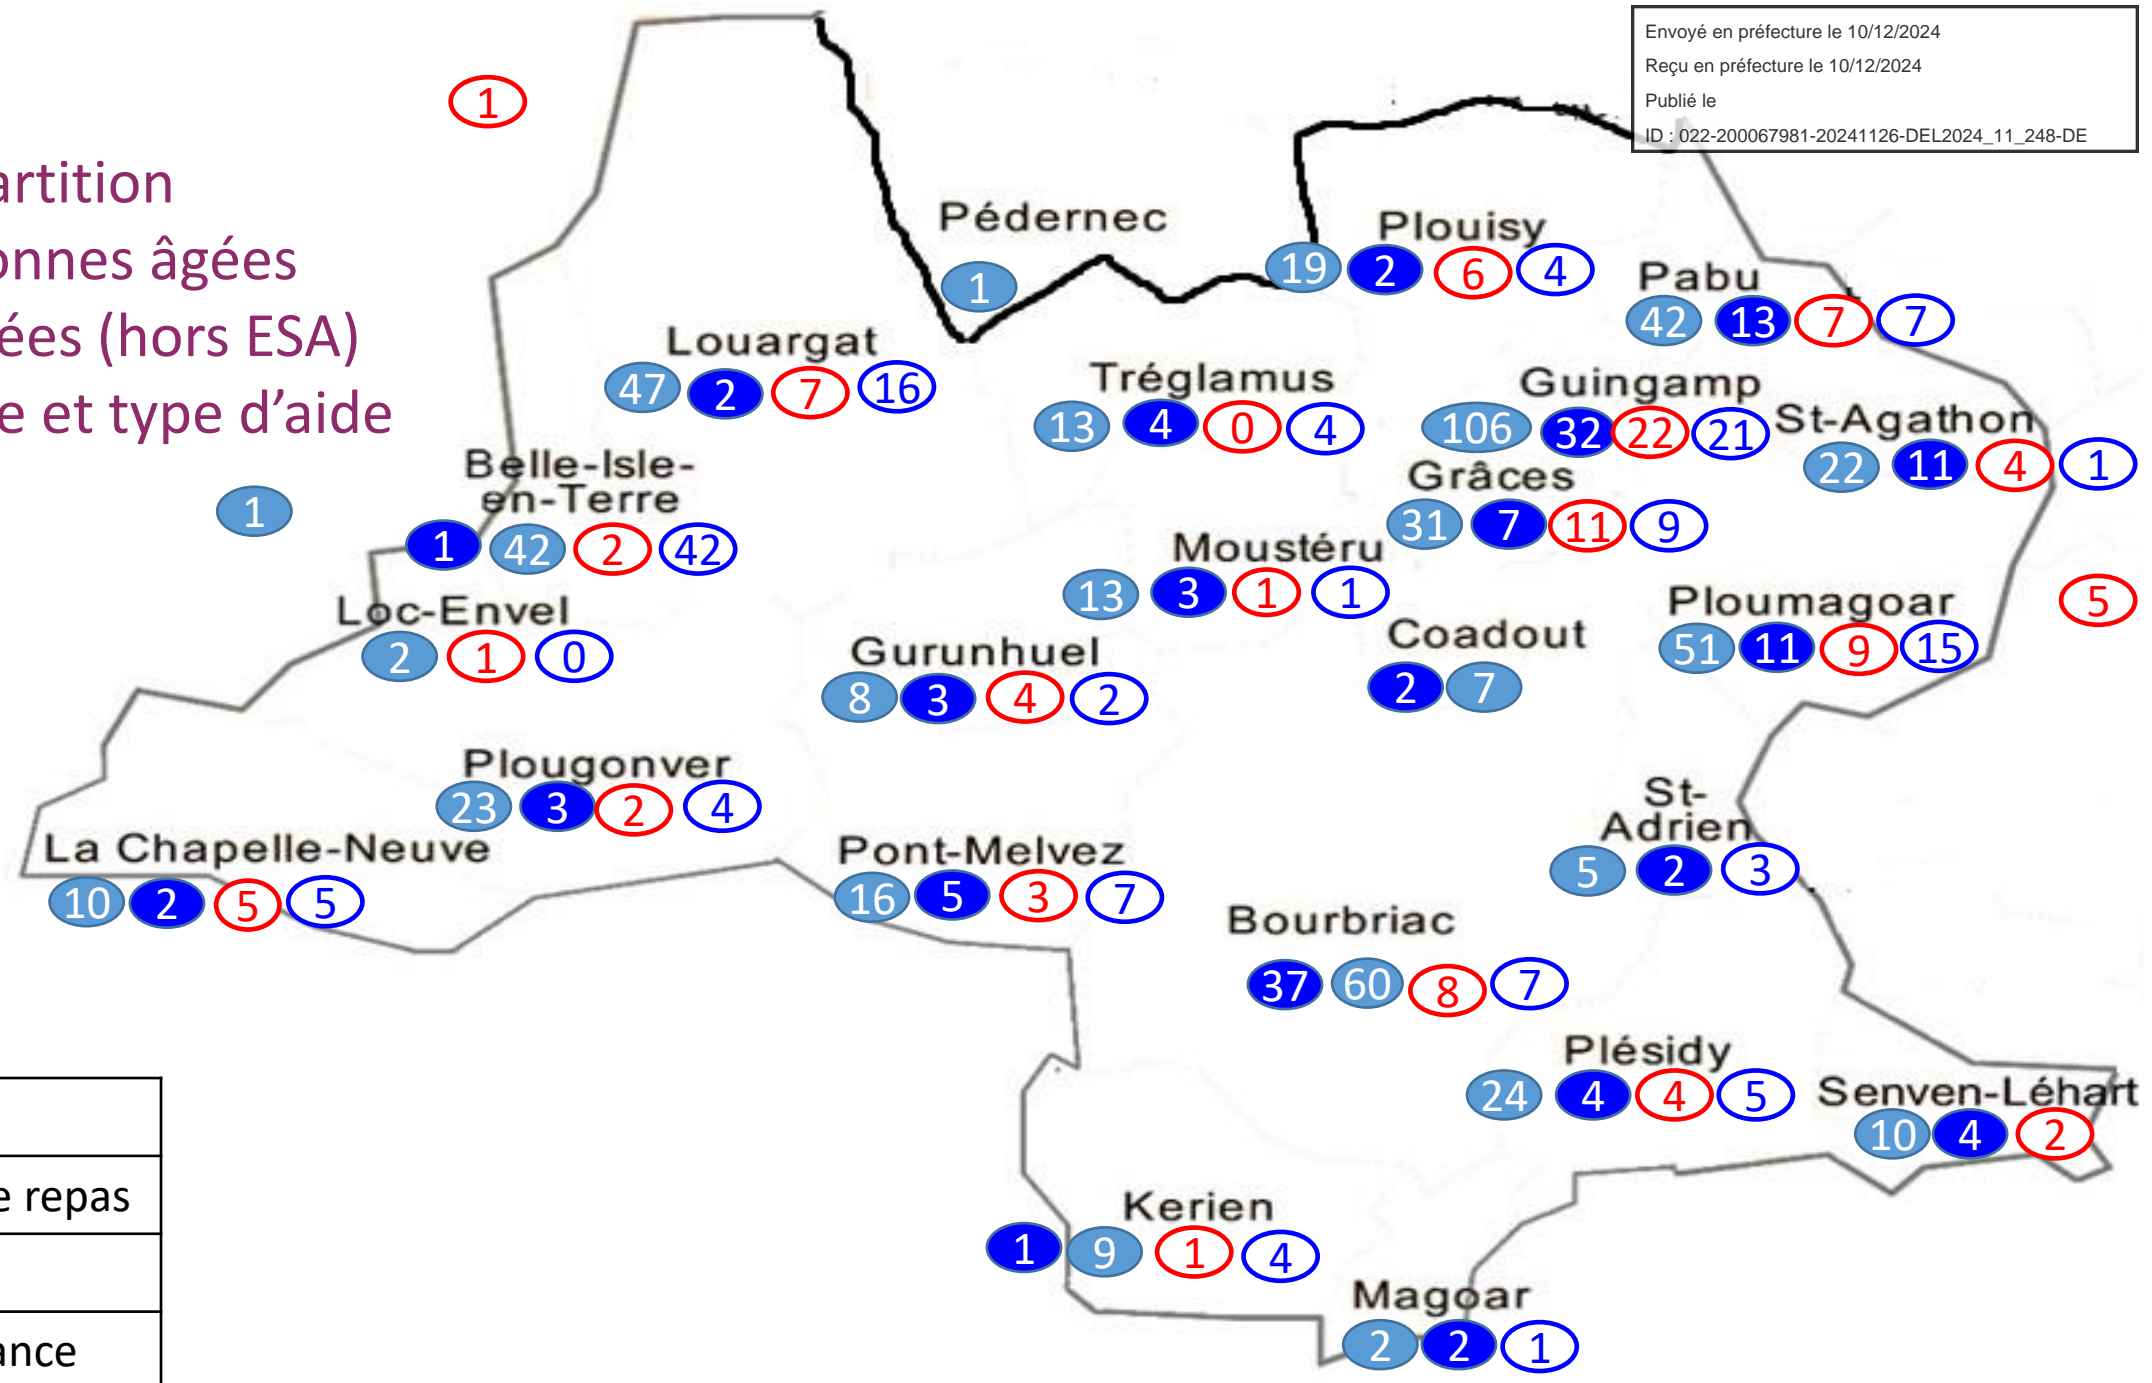 Envoyé en préfecture le 10/12/2024
Reçu en préfecture le 10/12/2024
Publié le
ID : 022-200067981-20241126-DEL2024_11_248-DE
1
artition
onnes âgées
ées (hors ESA)
e et type d’aide
Pédernec
1
Plouisy
19 2 6 4
Pabu
42 13 7 7
Louargat
47 2 7 16
Tréglamus
13 4 0 4
Guingamp
106 32 22 21
St-Agathon
22 11 4 1
Belle-Isle-
en-Terre
1 42 2 42
1
Grâces
31 7 11 9
Moustéru
13 3 1 1
Loc-Envel
2 1 0
Gurunhuel
8 3 4 2
Coadout
2 7
Ploumagoar
51 11 9 15
5
Plougonver
23 3 2 4
La Chapelle-Neuve
10 2 5 5
Pont-Melvez
16 5 3 7
St-
Adrien
5 2 3
Bourbriac
37 60 8 7
Plésidy
24 4 4 5
Senven-Léhart
10 4 2
Kerien
1 9 1 4
Magoar
2 2 1
e repas
ance